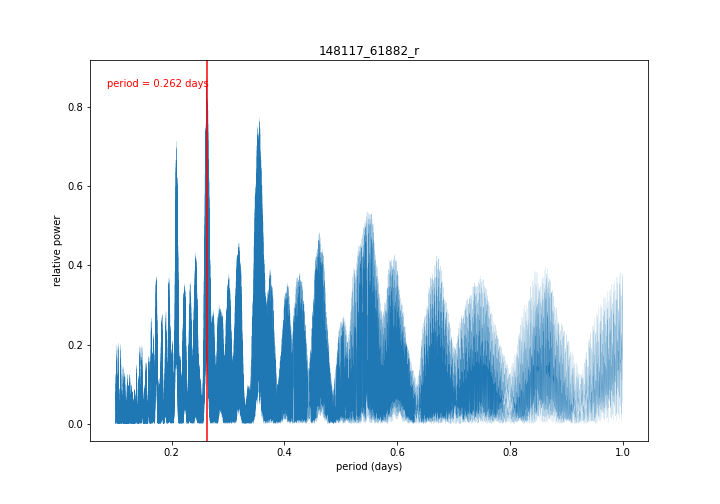 148117_61882_r
period = 0.262 days
0.8
0.6
0.4
0.2
0.0
relative power
0.2 0.4 0.6 0.8 1.0
period (days)